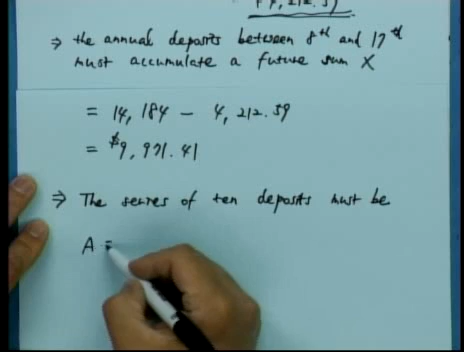 ⇒ the annual deposits between 8th and 17th
must accumulate a future sum X
= 14,184 - 4,212.59
= $9,971.41
⇒ The seires of ten deposits must be
A =